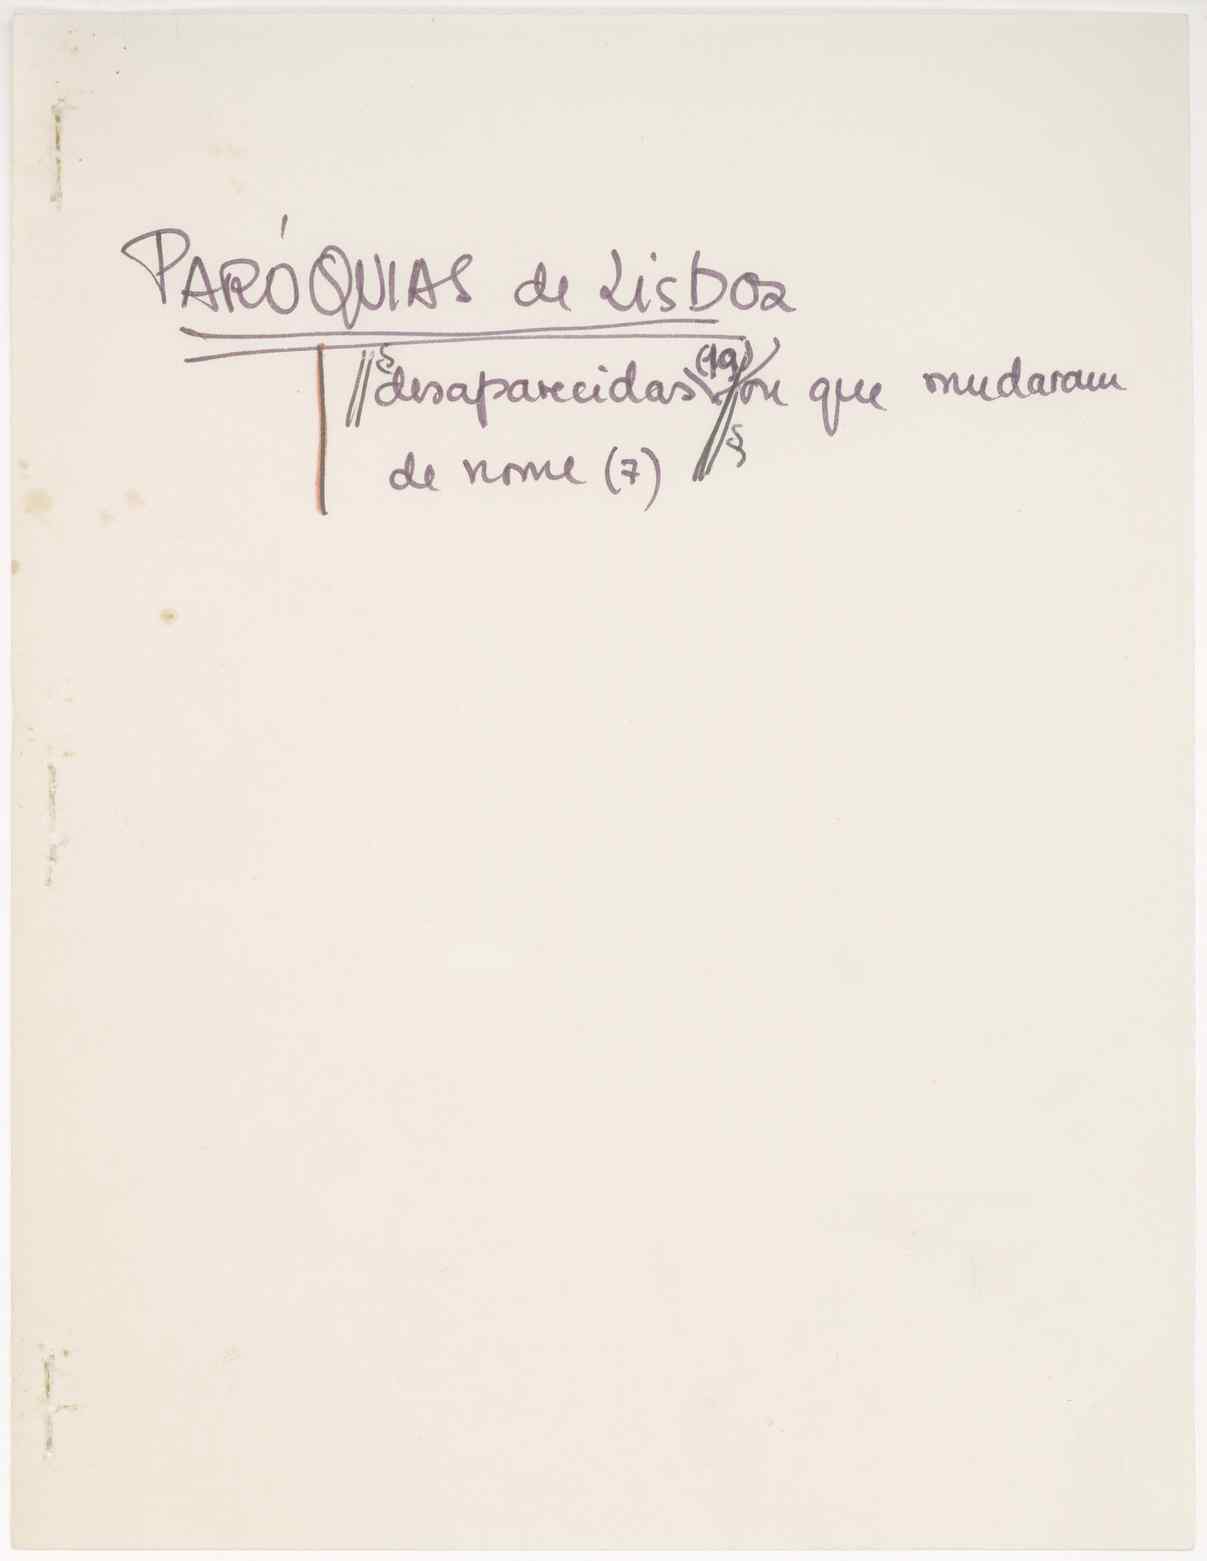 PARÓQUIAS de Lisboa
desaparecidas (19) ou que mudaram
de nome (7)